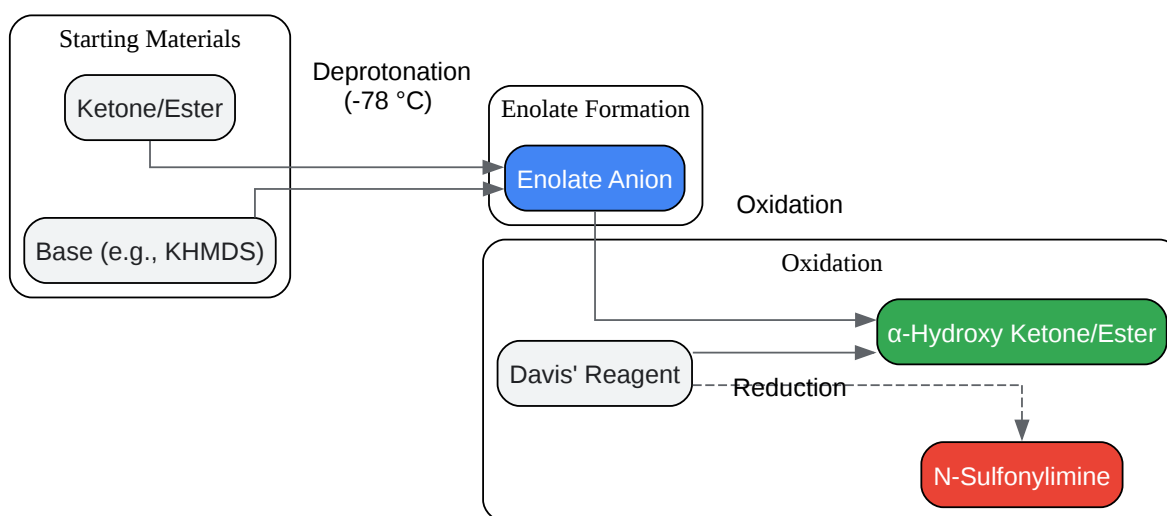 Starting Materials
Ketone/Ester
Base (e.g., KHMDS)
Deprotonation
(-78 °C)
Enolate Formation
Enolate Anion
Oxidation
Oxidation
α-Hydroxy Ketone/Ester
Davis' Reagent
Reduction
N-Sulfonylimine